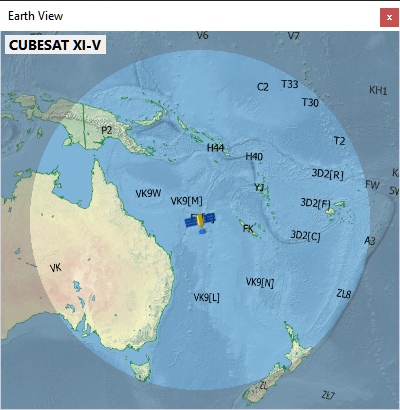 Earth View
x
CUBESAT XI-V
V6
V7
C2
T33
KH1
T30
P2
T2
H44
H40
3D2[R]
FW
YJ
VK9W
VK9[M]
3D2[F]
FK
3D2[C]
A3
VK
VK9[N]
VK9[L]
ZL8
ZL
ZL7